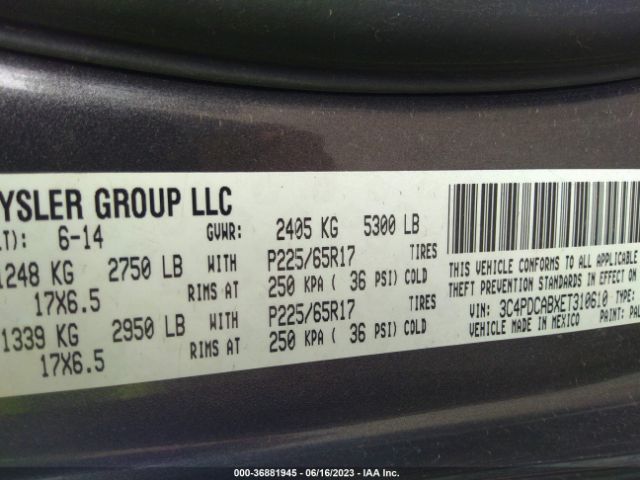 YSLER GROUP LLC
LT): 6-14 GVWR: 2405 KG 5300 LB
1248 KG 2750 LB WITH P225/65R17 TIRES
17X6.5 RIMS AT 250 KPA ( 36 PSI) COLD
1339 KG 2950 LB WITH P225/65R17 TIRES
17X6.5 RIMS AT 250 KPA ( 36 PSI) COLD
THIS VEHICLE CONFORMS TO ALL APPLICABL
THEFT PREVENTION STANDARDS IN EFFECT ON
VIN: 3C4PDCABXET310610 TYPE:
MADE IN MEXICO PAINT: PA
000-36881945 - 06/16/2023 - IAA Inc.